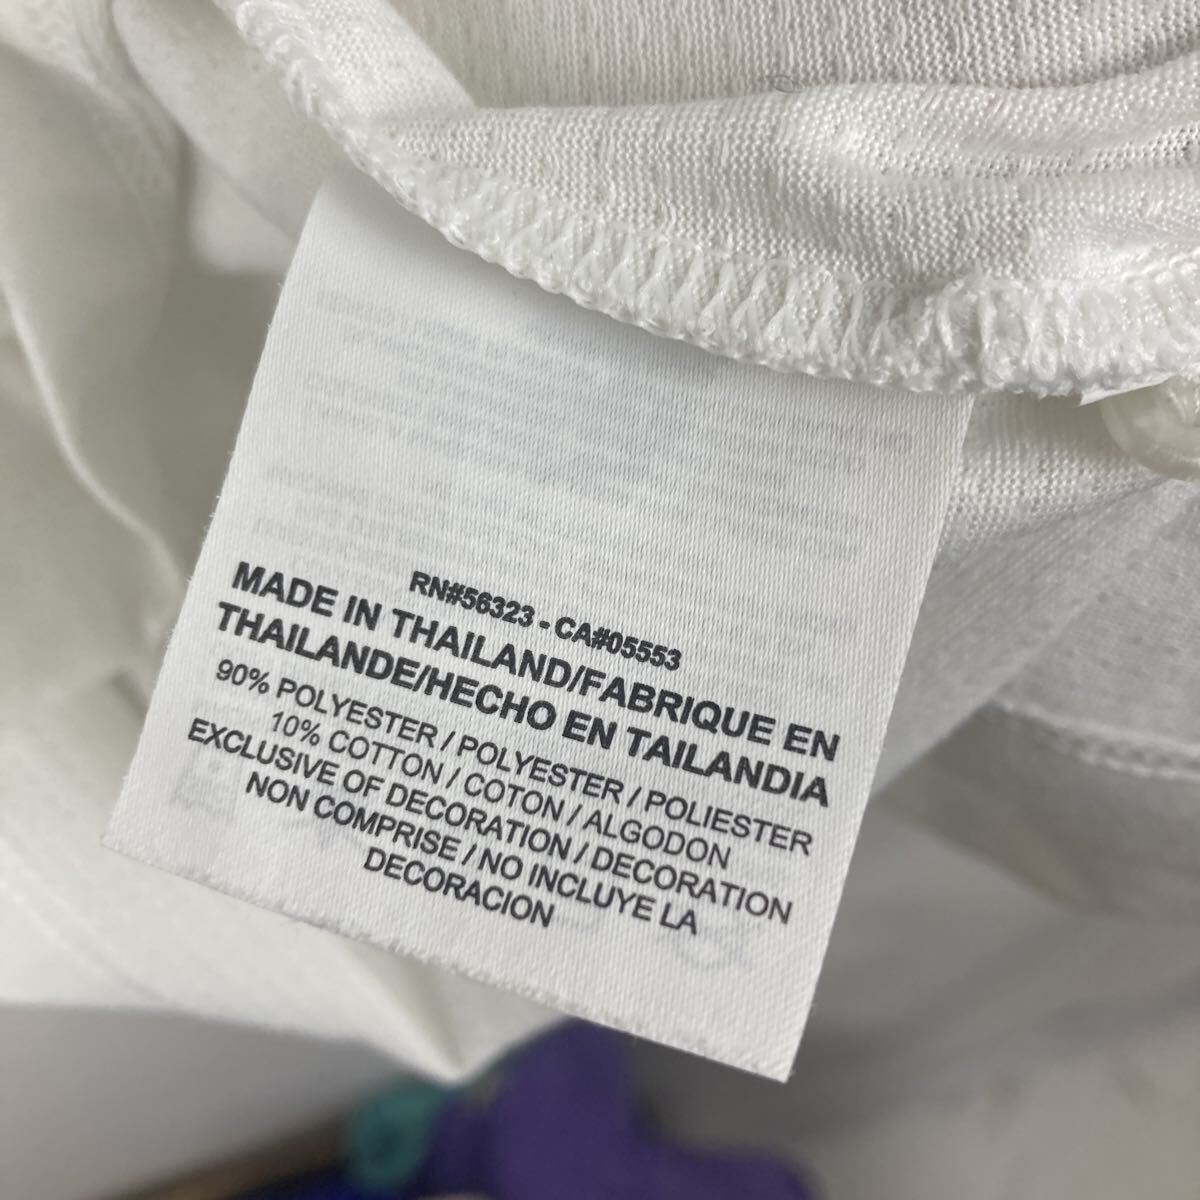 RN#56323 - CA#05553
MADE IN THAILAND/FABRIQUE EN
THAILANDE/HECHO EN TAILANDIA
90% POLYESTER / POLYESTER / POLIESTER
10% COTTON / COTON / ALGODON
EXCLUSIVE OF DECORATION / DECORATION
NON COMPRISE / NO INCLUYE LA
DECORACION